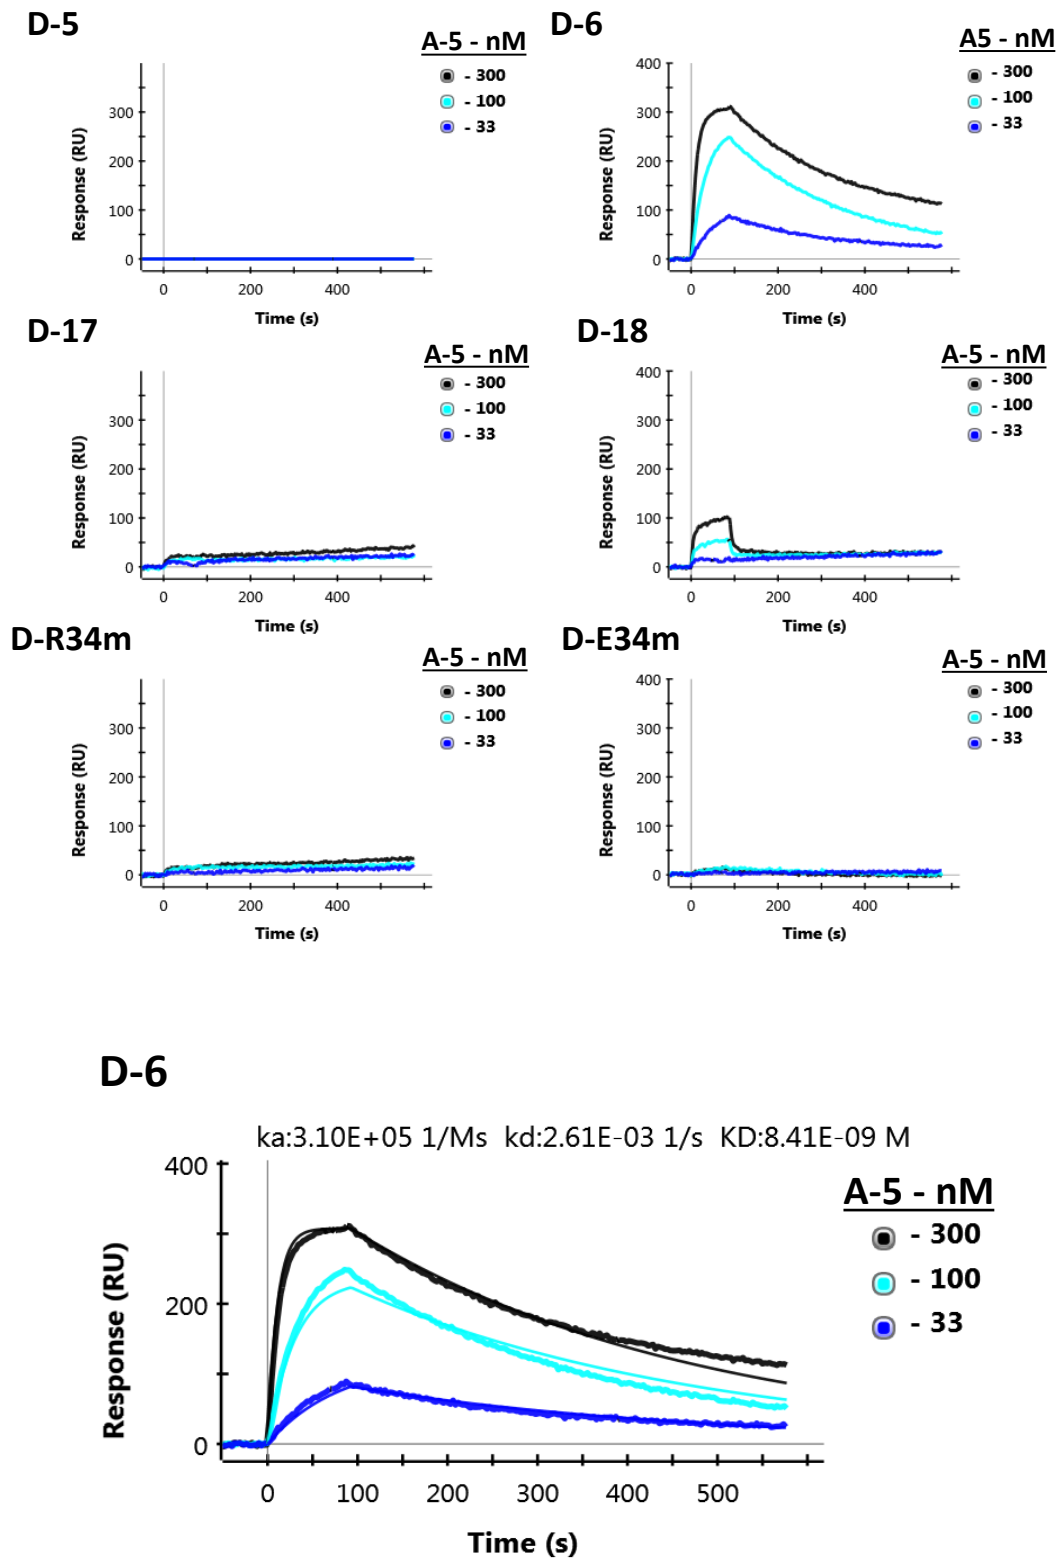 D-5
A-5 - nM
- 300
- 100
- 33
300
200
100
0
Response (RU)
0 200 400
Time (s)
D-6
A5 - nM
- 300
- 100
- 33
400
300
200
100
0
Response (RU)
0 200 400
Time (s)
D-17
A-5 - nM
- 300
- 100
- 33
300
200
100
0
Response (RU)
0 200 400
Time (s)
D-18
A-5 - nM
- 300
- 100
- 33
400
300
200
100
0
Response (RU)
0 200 400
Time (s)
D-R34m
A-5 - nM
- 300
- 100
- 33
300
200
100
0
Response (RU)
0 200 400
Time (s)
D-E34m
A-5 - nM
- 300
- 100
- 33
400
300
200
100
0
Response (RU)
0 200 400
Time (s)
D-6
ka:3.10E+05 1/Ms kd:2.61E-03 1/s KD:8.41E-09 M
A-5 - nM
- 300
- 100
- 33
400
200
0
Response (RU)
0 100 200 300 400 500
Time (s)